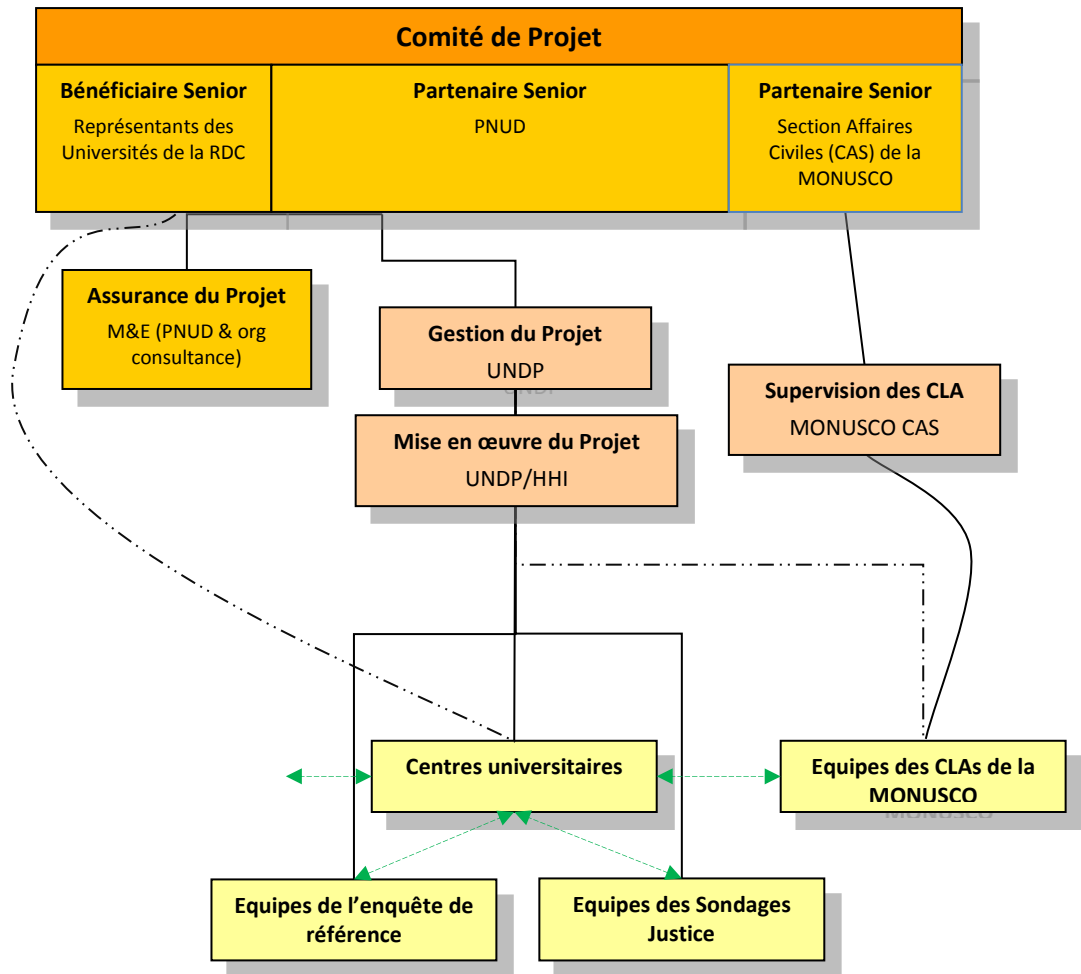 Comité de Projet
Bénéficiaire Senior
Représentants des
Universités de la RDC
Partenaire Senior
PNUD
Partenaire Senior
Section Affaires
Civiles (CAS) de la
MONUSCO
Assurance du Projet
M&E (PNUD & org
consultance)
Gestion du Projet
UNDP
Mise en œuvre du Projet
UNDP/HHI
Supervision des CLA
MONUSCO CAS
Centres universitaires
Equipes des CLAs de la
MONUSCO
Equipes de l’enquête de
référence
Equipes des Sondages
Justice